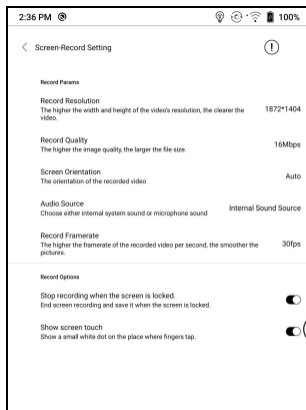 2:36 PM 100%
Screen-Record Setting
Record Params
Record Resolution
The higher the width and height of the video's resolution, the clearer the
video.
1872*1404
Record Quality
The higher the image quality, the larger the file size.
16Mbps
Screen Orientation
The orientation of the recorded video
Auto
Audio Source
Choose either internal system sound or microphone sound
Internal Sound Source
Record Framerate
The higher the framerate of the recorded video per second, the smoother the
pictures.
30fps
Record Options
Stop recording when the screen is locked.
End screen recording and save it when the screen is locked.
Show screen touch
Show a small white dot on the place where fingers tap.